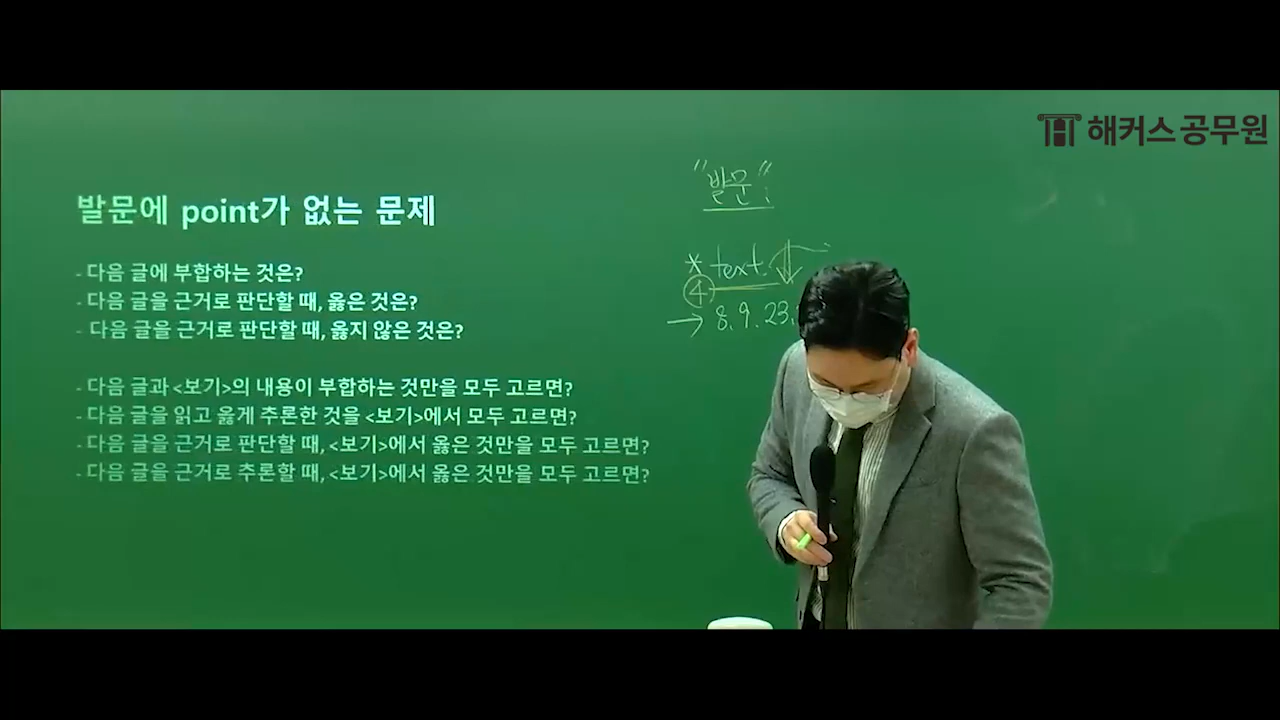 해커스 공무원
발문에 point가 없는 문제
- 다음 글에 부합하는 것은?
- 다음 글을 근거로 판단할 때, 옳은 것은?
- 다음 글을 근거로 판단할 때, 옳지 않은 것은?
- 다음 글과 <보기>의 내용이 부합하는 것만을 모두 고르면?
- 다음 글을 읽고 옳게 추론한 것을 <보기>에서 모두 고르면?
- 다음 글을 근거로 판단할 때, <보기>에서 옳은 것만을 모두 고르면?
- 다음 글을 근거로 추론할 때, <보기>에서 옳은 것만을 모두 고르면?
"발문"
* text.
④
→ 8. 9. 23.